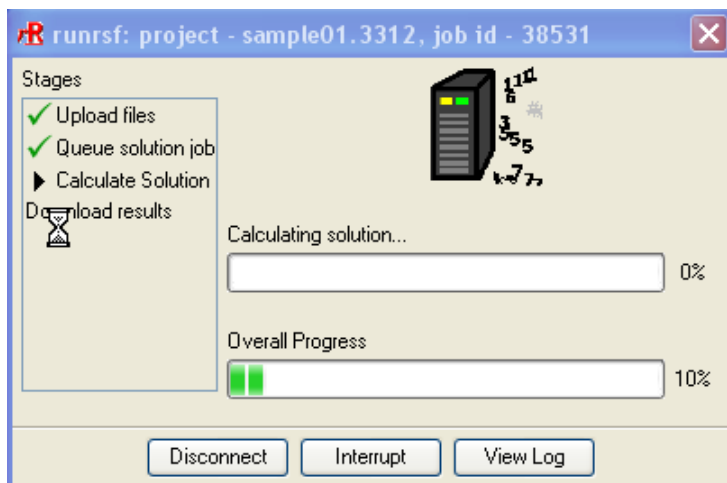 runrsf: project - sample01.3312, job id - 38531
Stages
Upload files
Queue solution job
Calculate Solution
Download results
Calculating solution...
0%
Overall Progress
10%
Disconnect
Interrupt
View Log